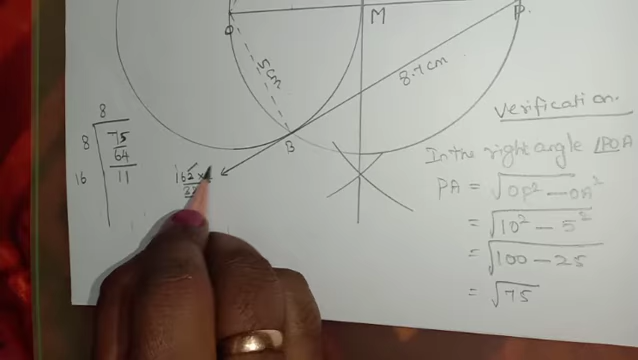 O
M
P
5cm
8.7cm
B
8
8 75
64
16 11
162×
Verification.
In the right angle ∠POA
PA = √OP² - OA²
= √10² - 5²
= √100 - 25
= √75